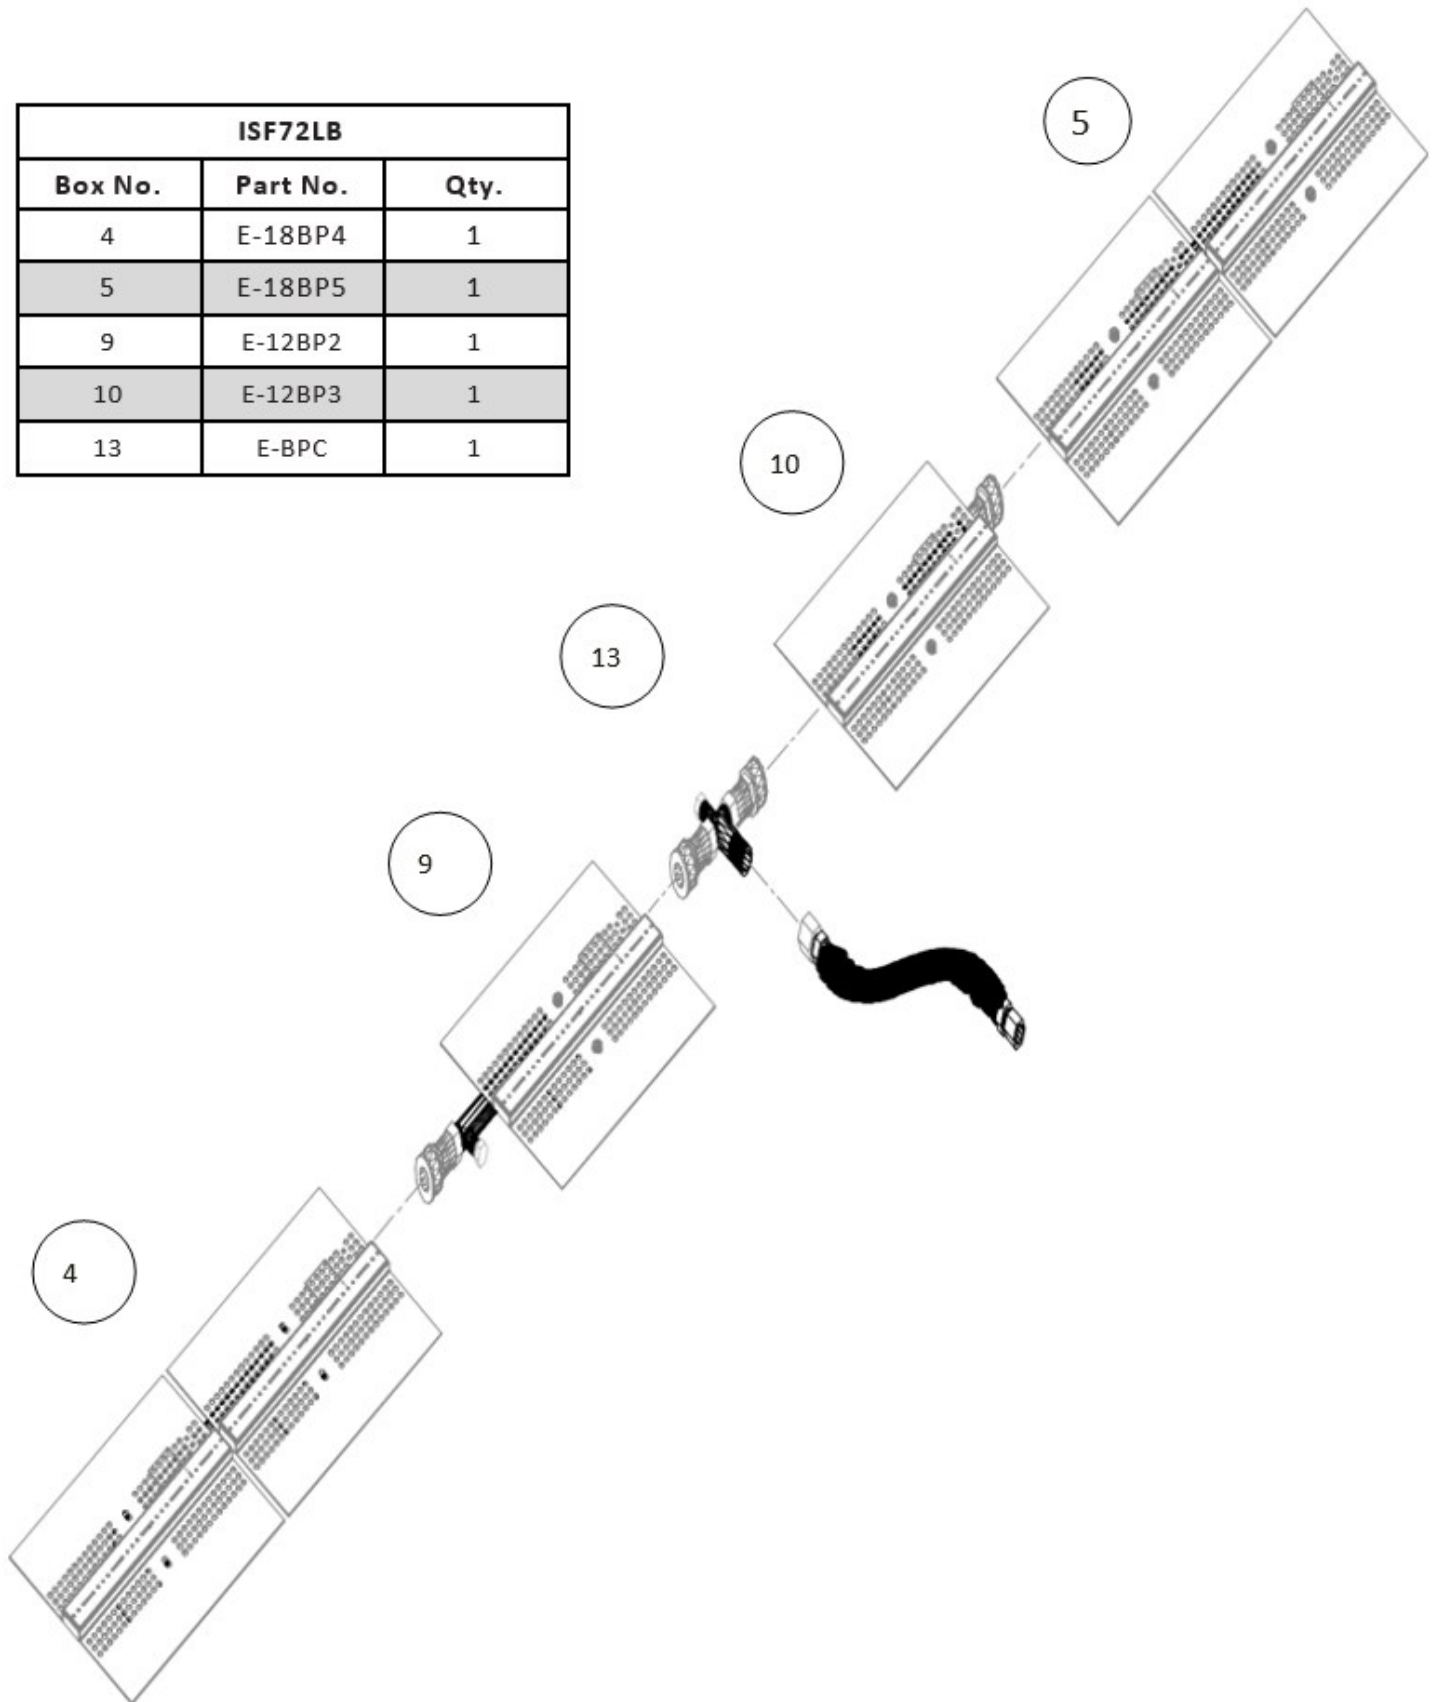 ISF72LB
Box No. Part No. Qty.
4 E-18BP4 1
5 E-18BP5 1
9 E-12BP2 1
10 E-12BP3 1
13 E-BPC 1
5
10
13
9
4